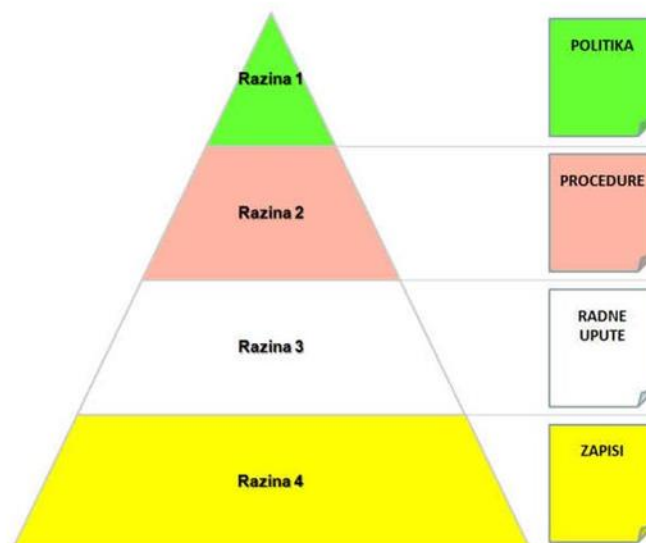 Razina 1
POLITIKA
Razina 2
PROCEDURE
Razina 3
RADNE
UPUTE
Razina 4
ZAPISI